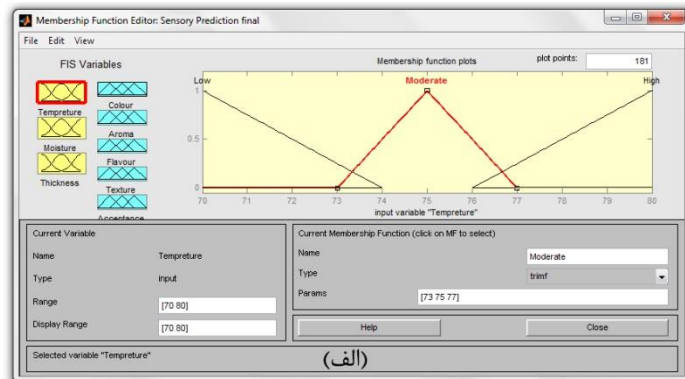 Membership Function Editor: Sensory Prediction final
File Edit View
FIS Variables
Membership function plots
plot points:
181
Tempreture
Moisture
Thickness
Colour
Aroma
Flavour
Texture
Acceptance
Low
Moderate
High
1
0.5
0
70 71 72 73 74 75 76 77 78 79 80
input variable "Tempreture"
Current Variable
Name Tempreture
Type input
Range [70 80]
Display Range [70 80]
Current Membership Function (click on MF to select)
Name Moderate
Type trimf
Params [73 75 77]
Help Close
Selected variable "Tempreture"
(الف)